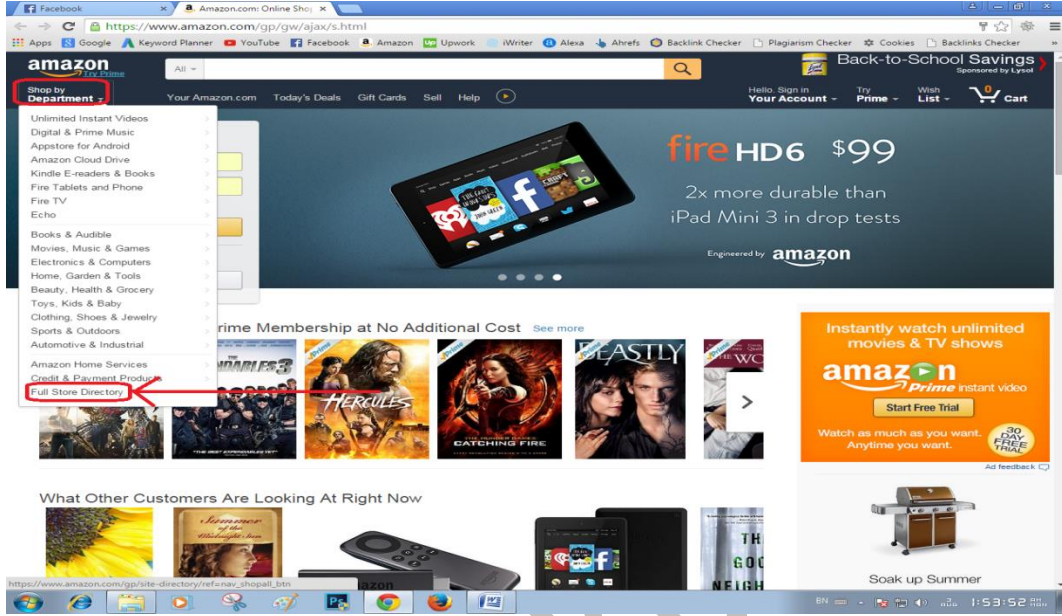 Facebook
a Amazon.com: Online Shop
https://www.amazon.com/gp/gw/ajax/s.html
Apps Google Keyword Planner YouTube Facebook Amazon Upwork iWriter Alexa Ahrefs Backlink Checker Plagiarism Checker Cookies Backlinks Checker
amazon
Try Prime
All
Back-to-School Savings
Sponsored by Lysol
Shop by
Department
Your Amazon.com Today's Deals Gift Cards Sell Help
Hello. Sign in
Your Account
Try
Prime
Wish
List
0
Cart
Unlimited Instant Videos
Digital & Prime Music
Appstore for Android
Amazon Cloud Drive
Kindle E-readers & Books
Fire Tablets and Phone
Fire TV
Echo
Books & Audible
Movies, Music & Games
Electronics & Computers
Home, Garden & Tools
Beauty, Health & Grocery
Toys, Kids & Baby
Clothing, Shoes & Jewelry
Sports & Outdoors
Automotive & Industrial
Amazon Home Services
Credit & Payment Products
Full Store Directory
fire HD6 $99
2x more durable than
iPad Mini 3 in drop tests
Engineered by amazon
rime Membership at No Additional Cost See more
HERCULES
CATCHING FIRE
EASTLY
Instantly watch unlimited
movies & TV shows
amazon
Prime instant video
Start Free Trial
Watch as much as you want.
Anytime you want.
30
DAY
FREE
TRIAL
Ad feedback
What Other Customers Are Looking At Right Now
Summer
of the
Midnight Sun
TH
GOO
NEIGH
Soak up Summer
https://www.amazon.com/gp/site-directory/ref=nav_shopall_btn
EN
1:53:52